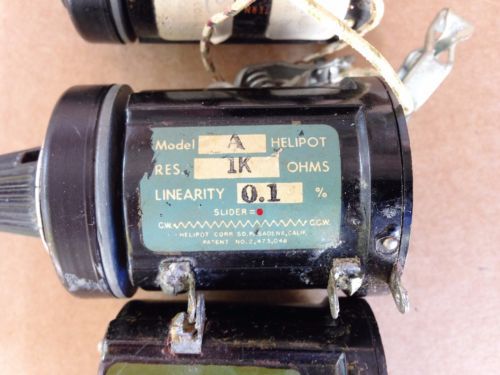 Model A HELIPOT
RES. 1K OHMS
LINEARITY 0.1 %
SLIDER =
C.W. C.C.W.
HELIPOT CORP. SO. PASADENA, CALIF.
PATENT NO. 2,473,048